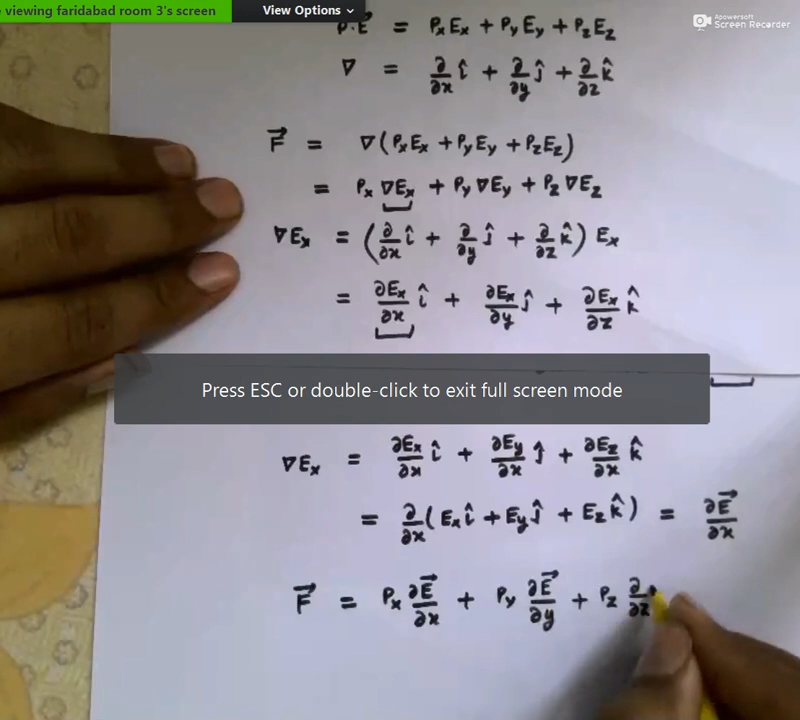 viewing faridabad room 3's screen View Options
Apowersoft
Screen Recorder
P⃗·E⃗ = PxEx + PyEy + PzEz
∇ = ∂/∂x î + ∂/∂y ĵ + ∂/∂z k̂
F⃗ = ∇(PxEx + PyEy + PzEz)
= Px ∇Ex + Py ∇Ey + Pz ∇Ez
∇Ex = (∂/∂x î + ∂/∂y ĵ + ∂/∂z k̂) Ex
= ∂Ex/∂x î + ∂Ex/∂y ĵ + ∂Ex/∂z k̂
Press ESC or double-click to exit full screen mode
∇Ex = ∂Ex/∂x î + ∂Ey/∂x ĵ + ∂Ez/∂x k̂
= ∂/∂x (Ex î + Ey ĵ + Ez k̂) = ∂E⃗/∂x
F⃗ = Px ∂E⃗/∂x + Py ∂E⃗/∂y + Pz ∂/∂z